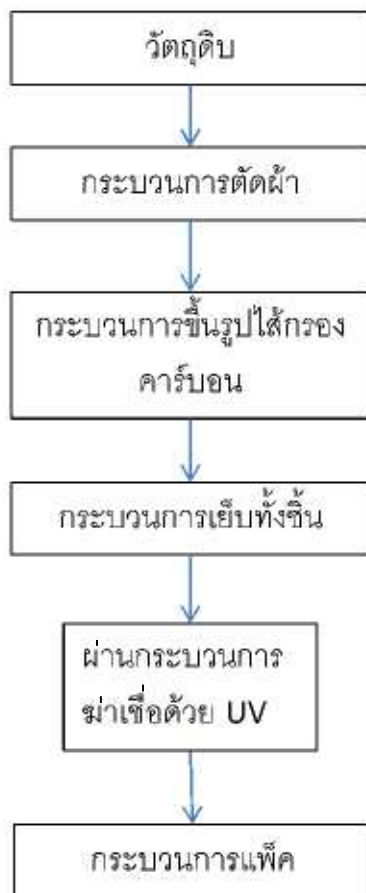 วัตถุดิบ
กระบวนการตัดผ้า
กระบวนการขึ้นรูปไส้กรอง
คาร์บอน
กระบวนการเย็บทั้งชิ้น
ผ่านกระบวนการ
ฆ่าเชื่อด้วย UV
กระบวนการแพ็ค